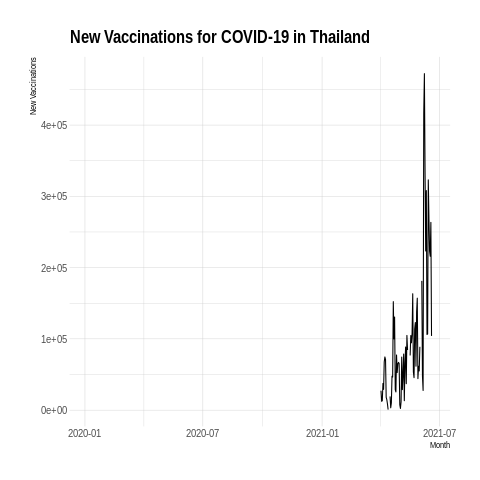 New Vaccinations for COVID-19 in Thailand
New Vaccinations
4e+05
3e+05
2e+05
1e+05
0e+00
2020-01 2020-07 2021-01 2021-07
Month